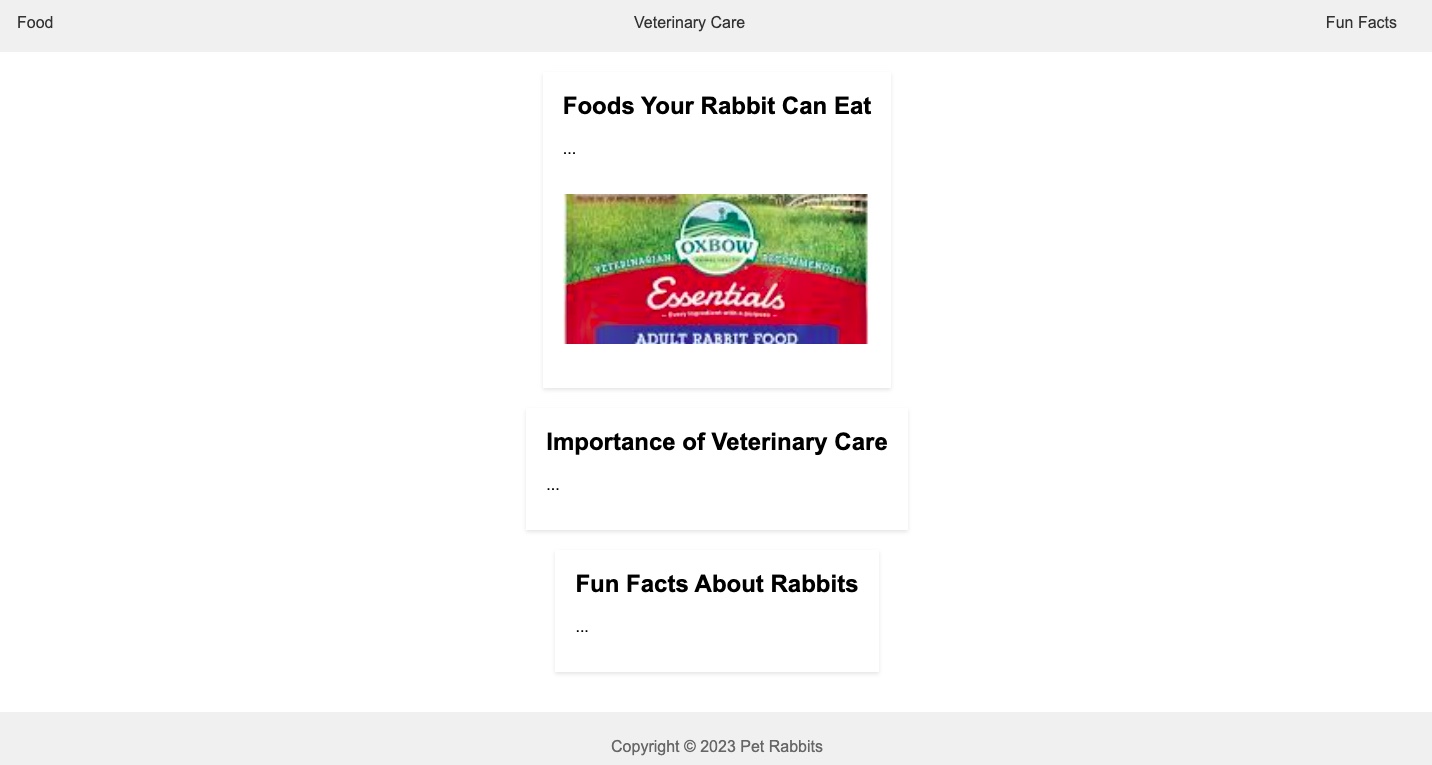 Food
Veterinary Care
Fun Facts
Foods Your Rabbit Can Eat
...
OXBOW
ANIMAL HEALTH
VETERINARIAN RECOMMENDED
Essentials
Every ingredient with a purpose
ADULT RABBIT FOOD
Importance of Veterinary Care
...
Fun Facts About Rabbits
...
Copyright © 2023 Pet Rabbits